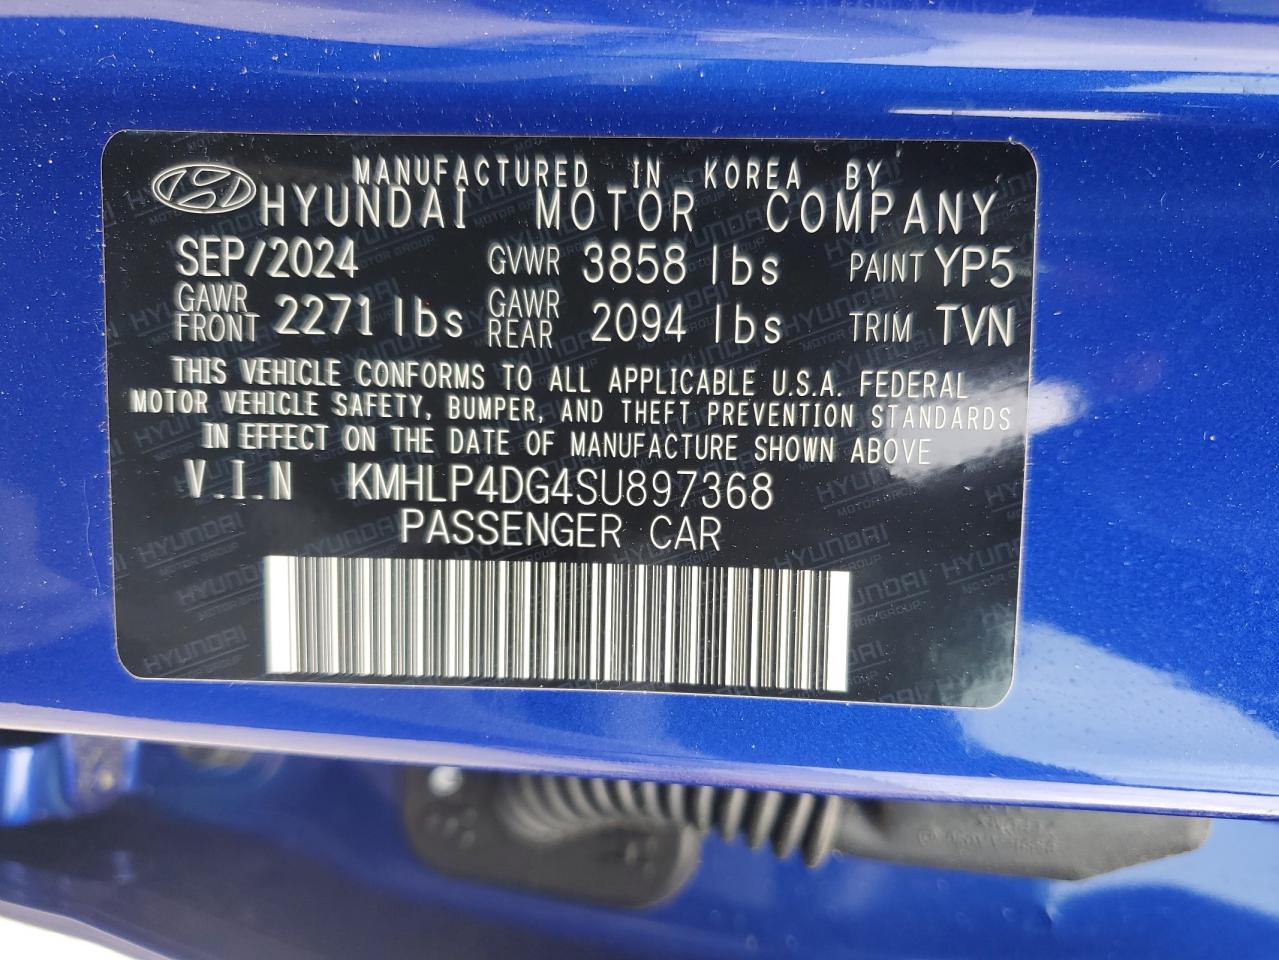 MANUFACTURED IN KOREA BY
HYUNDAI MOTOR COMPANY
SEP/2024 GVWR 3858 lbs PAINT YP5
GAWR FRONT 2271 lbs GAWR REAR 2094 lbs TRIM TVN
THIS VEHICLE CONFORMS TO ALL APPLICABLE U.S.A. FEDERAL
MOTOR VEHICLE SAFETY, BUMPER, AND THEFT PREVENTION STANDARDS
IN EFFECT ON THE DATE OF MANUFACTURE SHOWN ABOVE
V.I.N KMHLP4DG4SU897368
PASSENGER CAR